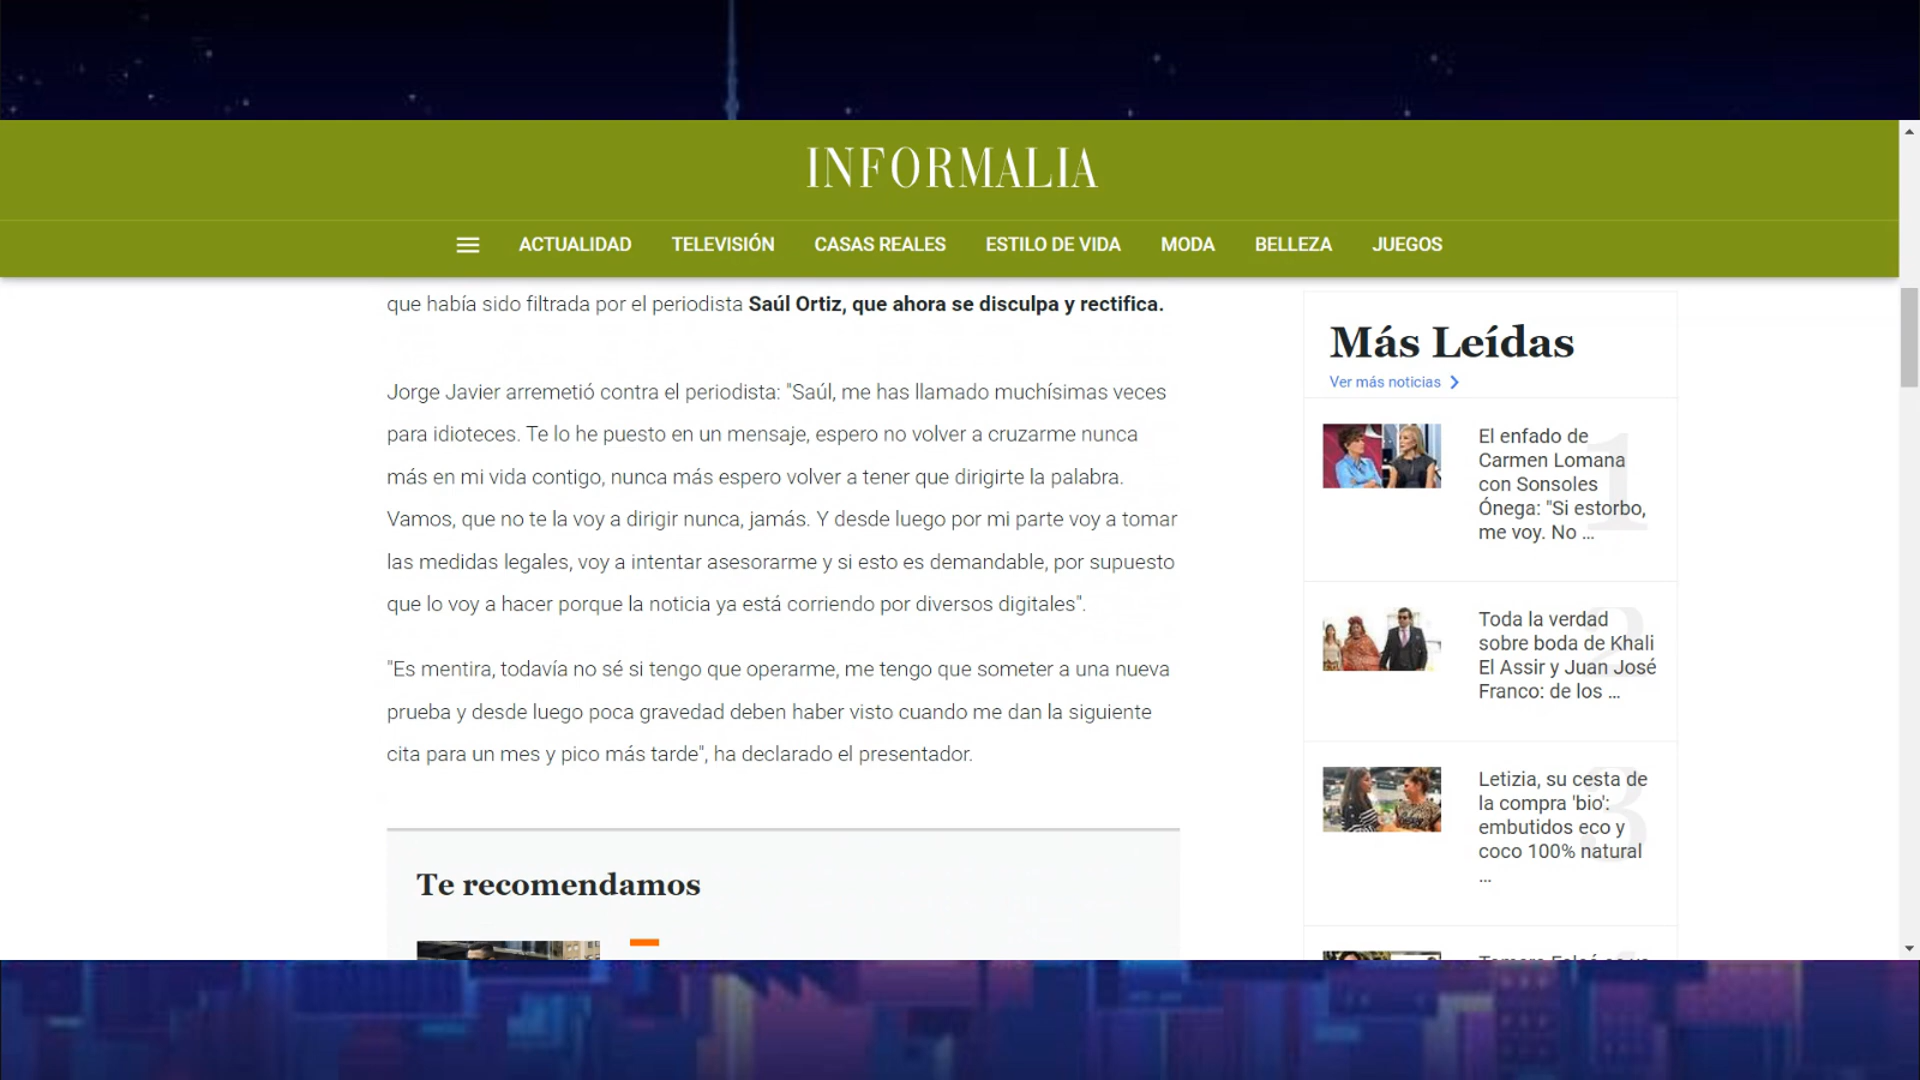 INFORMALIA
ACTUALIDAD TELEVISIÓN CASAS REALES ESTILO DE VIDA MODA BELLEZA JUEGOS
que había sido filtrada por el periodista Saúl Ortiz, que ahora se disculpa y rectifica.
Jorge Javier arremetió contra el periodista: "Saúl, me has llamado muchísimas veces
para idioteces. Te lo he puesto en un mensaje, espero no volver a cruzarme nunca
más en mi vida contigo, nunca más espero volver a tener que dirigirte la palabra.
Vamos, que no te la voy a dirigir nunca, jamás. Y desde luego por mi parte voy a tomar
las medidas legales, voy a intentar asesorarme y si esto es demandable, por supuesto
que lo voy a hacer porque la noticia ya está corriendo por diversos digitales".
"Es mentira, todavía no sé si tengo que operarme, me tengo que someter a una nueva
prueba y desde luego poca gravedad deben haber visto cuando me dan la siguiente
cita para un mes y pico más tarde", ha declarado el presentador.
Te recomendamos
Más Leídas
Ver más noticias
1
El enfado de
Carmen Lomana
con Sonsoles
Ónega: "Si estorbo,
me voy. No ...
2
Toda la verdad
sobre boda de Khali
El Assir y Juan José
Franco: de los ...
3
Letizia, su cesta de
la compra 'bio':
embutidos eco y
coco 100% natural
...